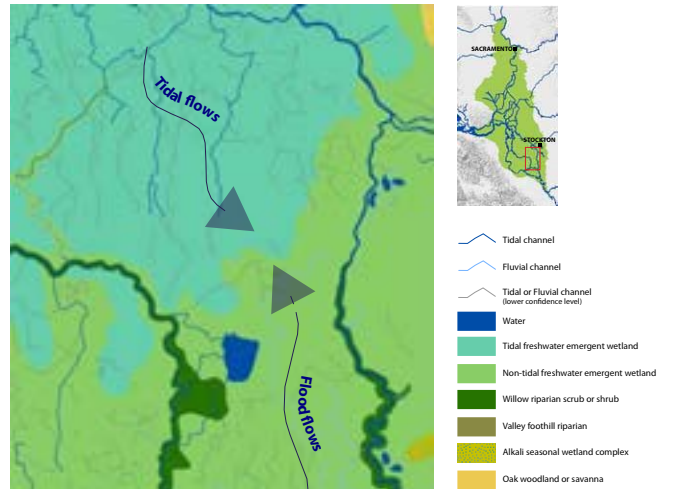 Tidal flows
Flood flows
SACRAMENTO
STOCKTON
Tidal channel
Fluvial channel
Tidal or Fluvial channel
(lower confidence level)
Water
Tidal freshwater emergent wetland
Non-tidal freshwater emergent wetland
Willow riparian scrub or shrub
Valley foothill riparian
Alkali seasonal wetland complex
Oak woodland or savanna